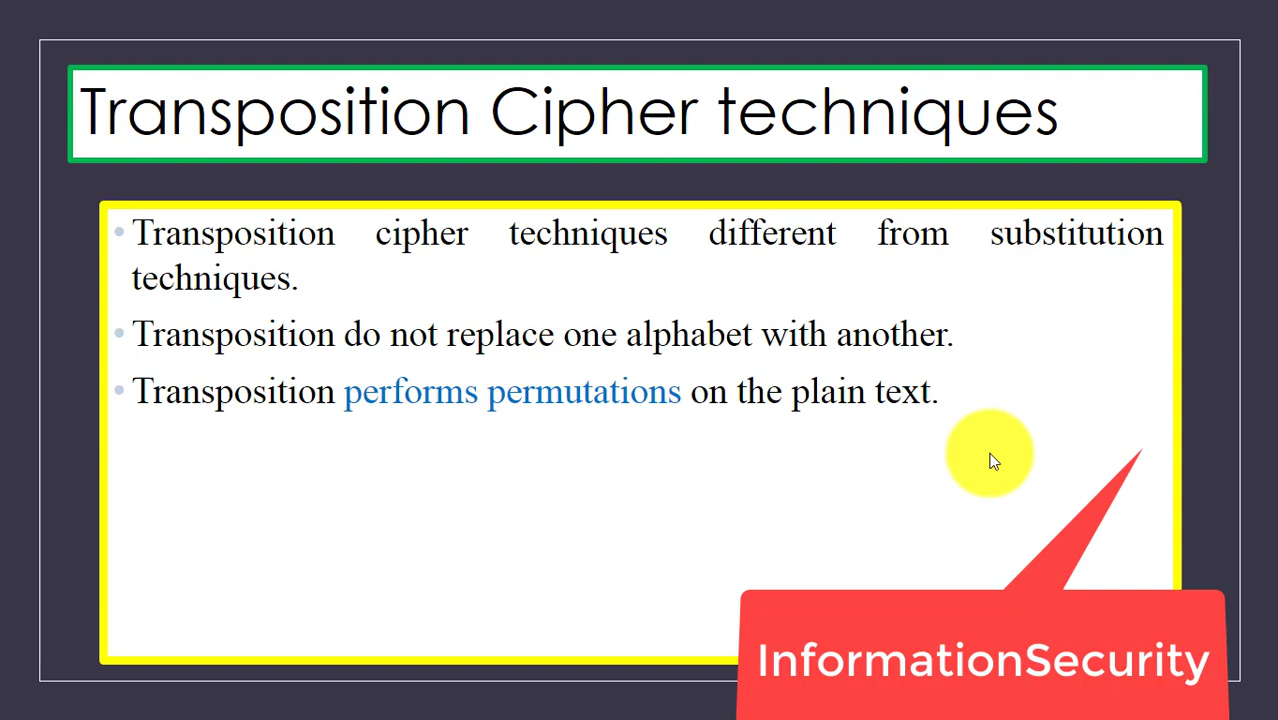 Transposition Cipher techniques
Transposition cipher techniques different from substitution
techniques.
Transposition do not replace one alphabet with another.
Transposition performs permutations on the plain text.
InformationSecurity